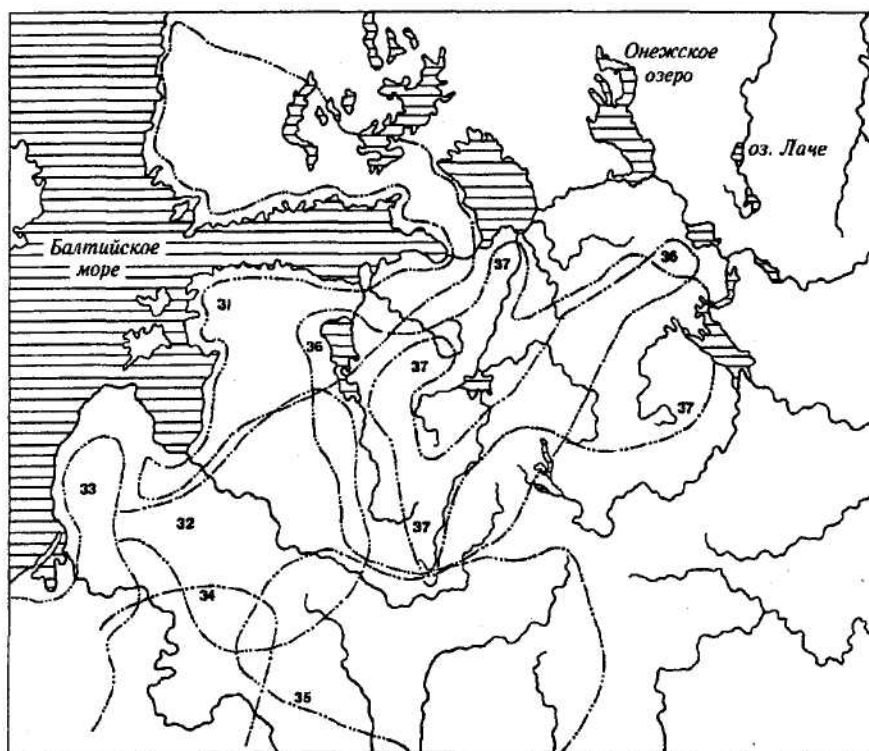 Онежское
озеро
оз. Лаче
Балтийское
море
37
36
31
36
37
37
33
32
37
34
35